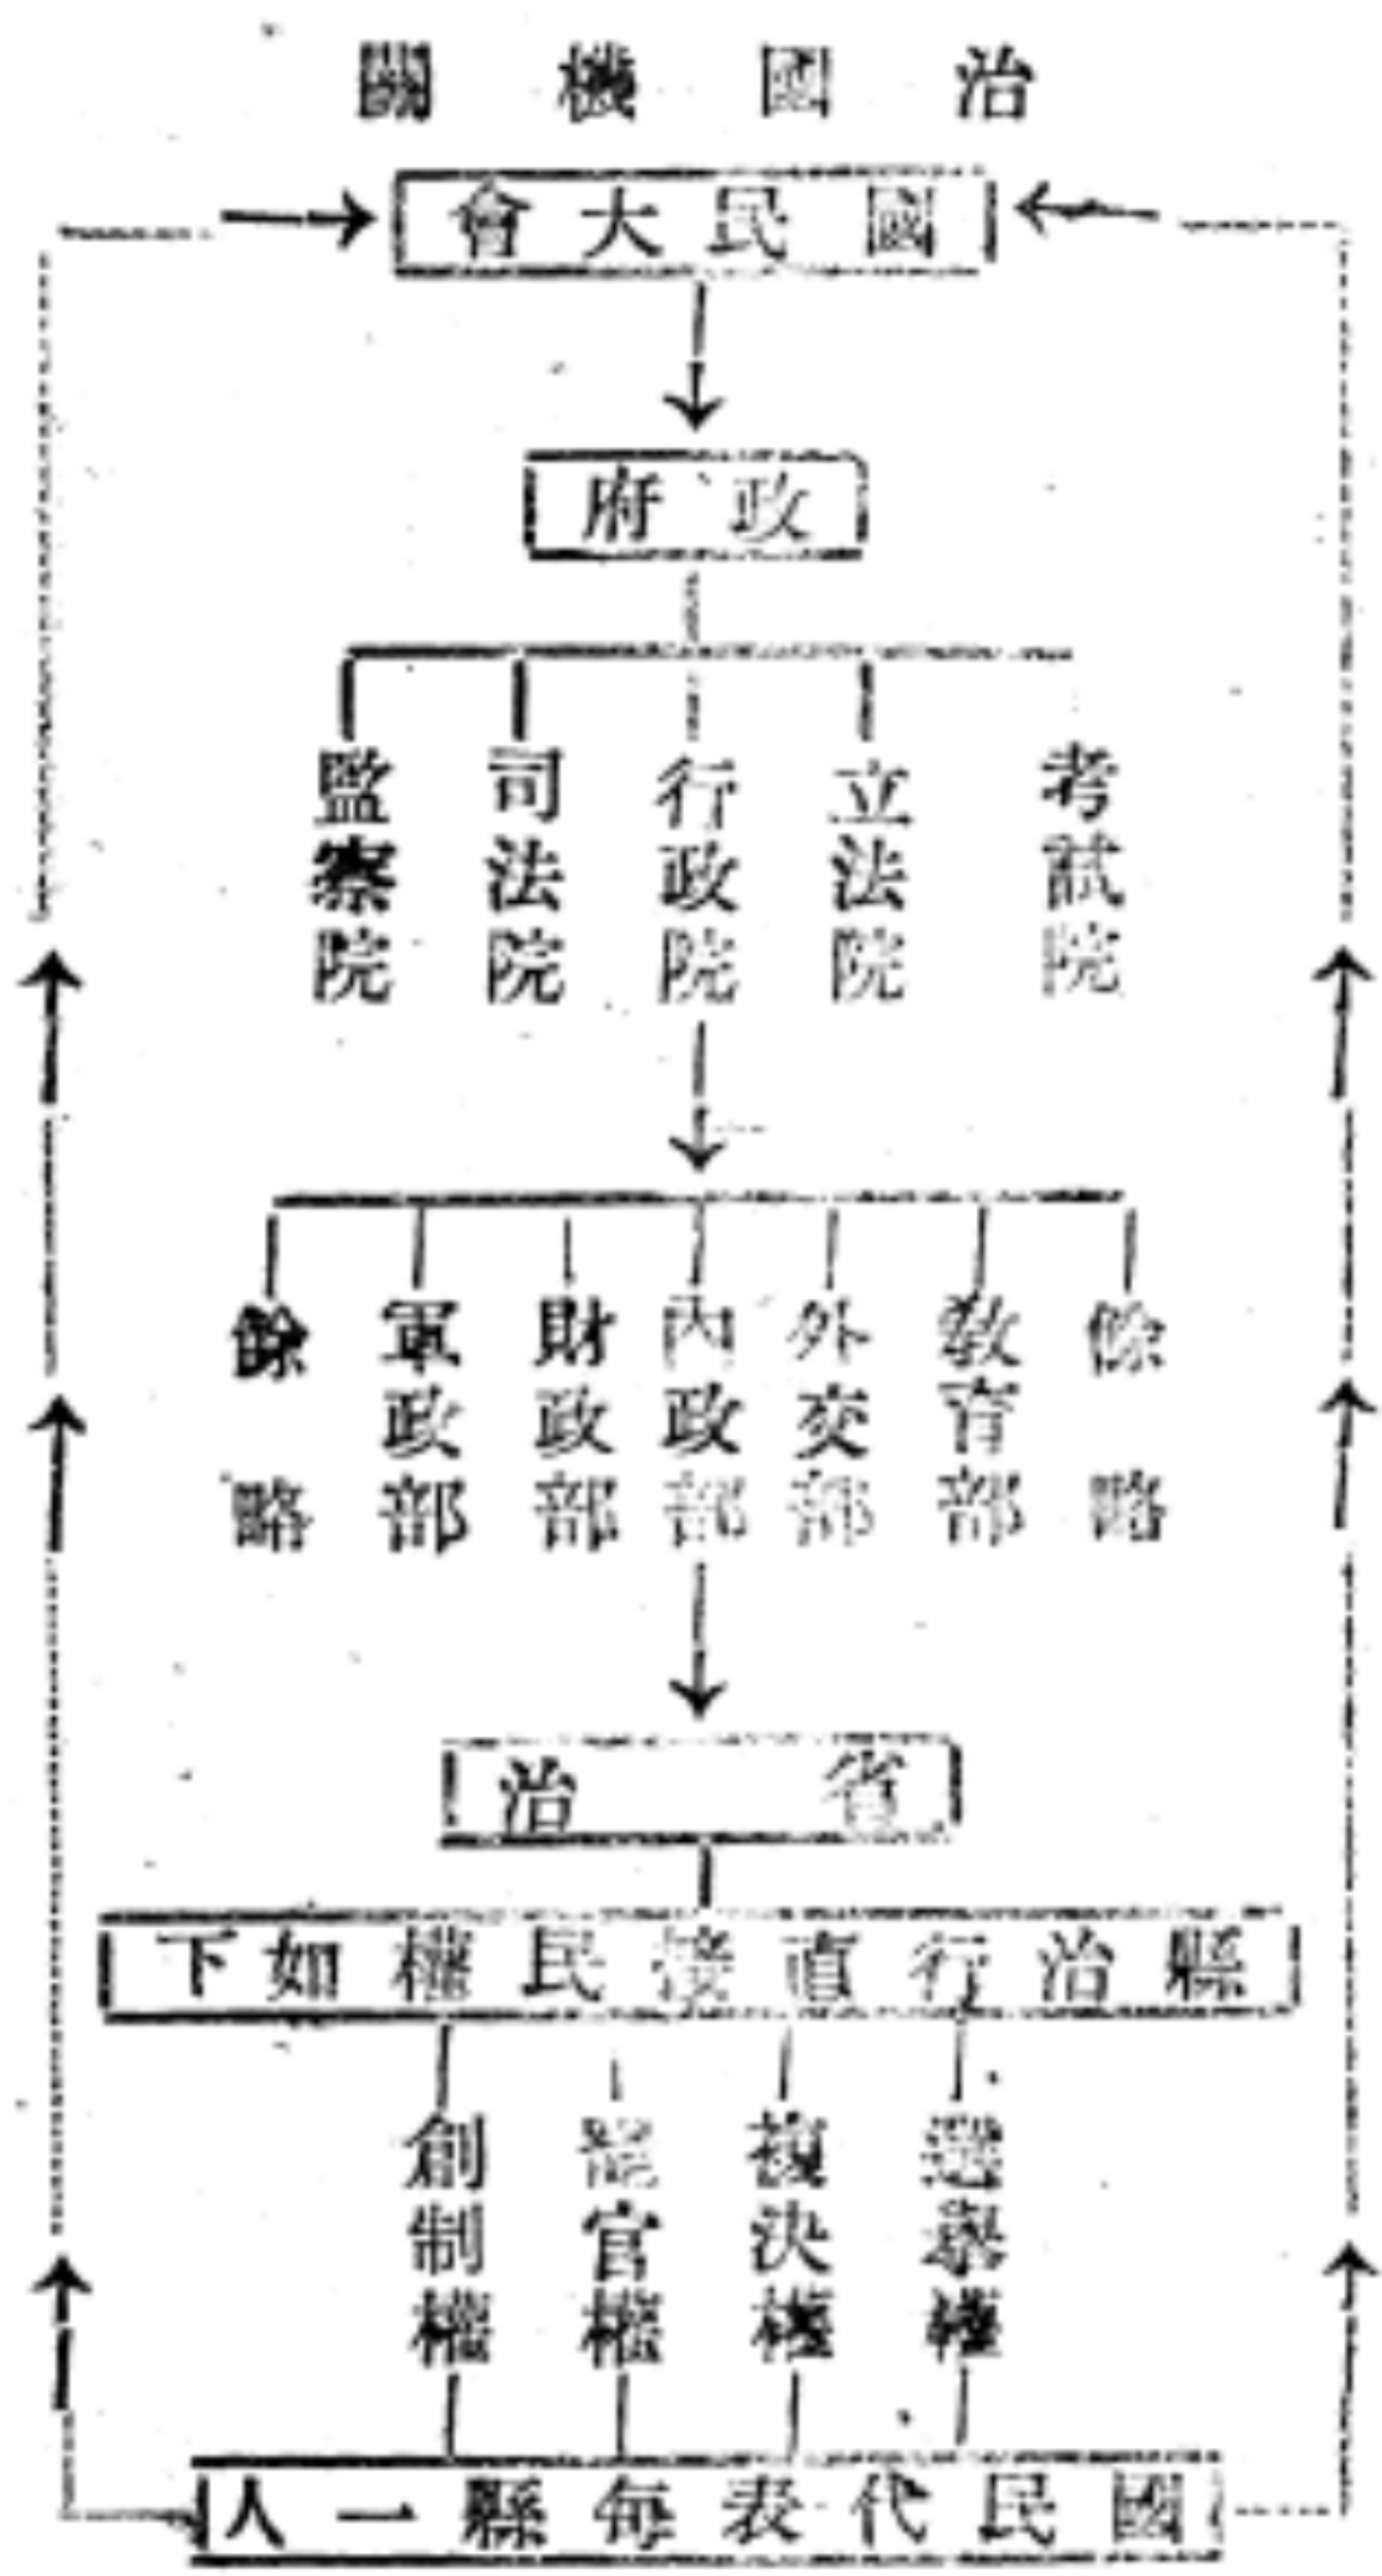 治國機關
國民大會
政府
考試院
立法院
行政院
司法院
監察院
餘略
教育部
外交部
內政部
財政部
軍政部
餘略
省治
縣治行直接民權如下
選舉權
複決權
罷官權
創制權
國民代表每縣一人